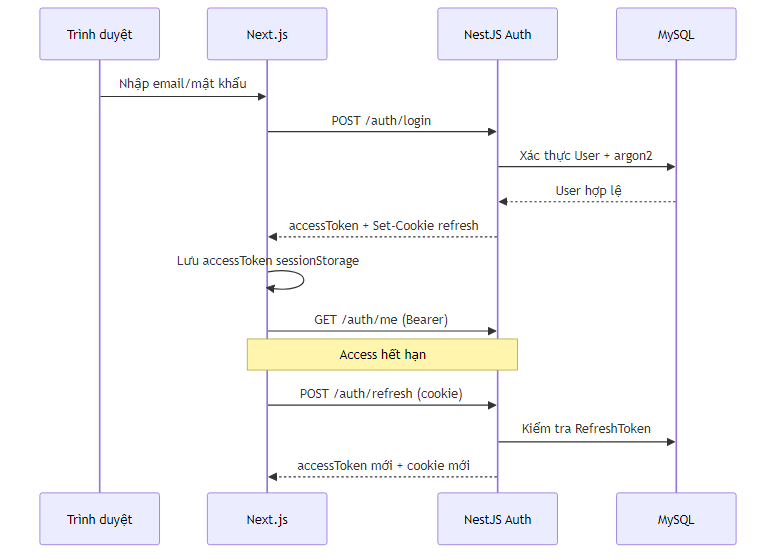 Trình duyệt
Next.js
NestJS Auth
MySQL
Nhập email/mật khẩu
POST /auth/login
Xác thực User + argon2
User hợp lệ
accessToken + Set-Cookie refresh
Lưu accessToken sessionStorage
GET /auth/me (Bearer)
Access hết hạn
POST /auth/refresh (cookie)
Kiểm tra RefreshToken
accessToken mới + cookie mới
Trình duyệt
Next.js
NestJS Auth
MySQL